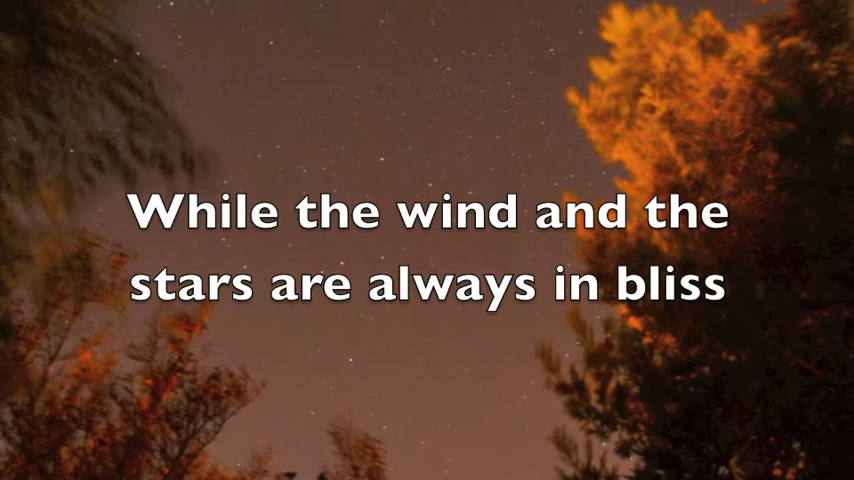 While the wind and the
stars are always in bliss